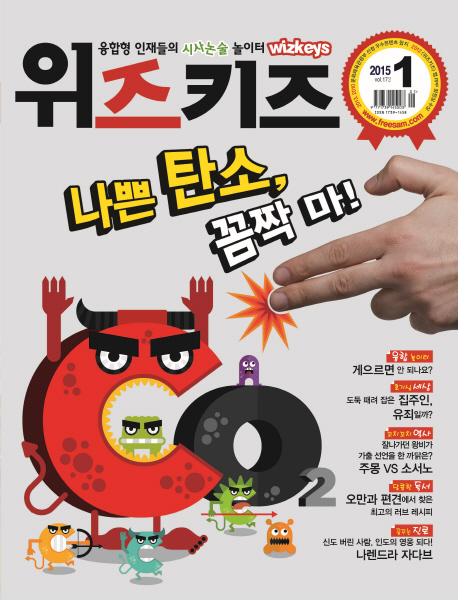 융합형 인재들의 시사논술 놀이터 wizkeys
위즈키즈
2015 1
vol.172
www.freesam.com
나쁜 탄소,
꼼짝 마!
Co2
융합 놀이터
게으르면 안 되나요?
호기심 세상
도둑 때려 잡은 집주인,
유죄일까?
꼬치꼬치 역사
잘나가던 왕비가
가출 선언을 한 까닭은?
주몽 VS 소서노
달콤한 독서
오만과 편견에서 찾은
최고의 러브 레시피
꿈꾸는 진로
신도 버린 사람, 인도의 영웅 되다!
나렌드라 자다브